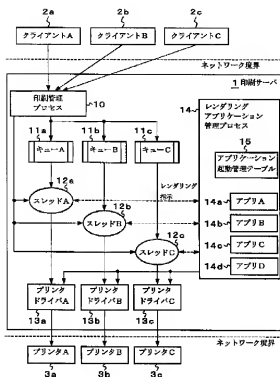 2a
2b
2c
クライアントA
クライアントB
クライアントC
ネットワーク境界
1 印刷サーバ
印刷管理
プロセス
10
14
レンダリング
アプリケーション
管理プロセス
11a
11b
11c
キューA
キューB
キューC
15
アプリケーション
起動管理テーブル
12a
スレッドA
レンダリング
指示
12b
スレッドB
12c
スレッドC
14a
アプリA
14b
アプリB
14c
アプリC
14d
アプリD
プリンタ
ドライバA
プリンタ
ドライバB
プリンタ
ドライバC
13a
13b
13c
ネットワーク境界
プリンタA
プリンタB
プリンタC
3a
3b
3c